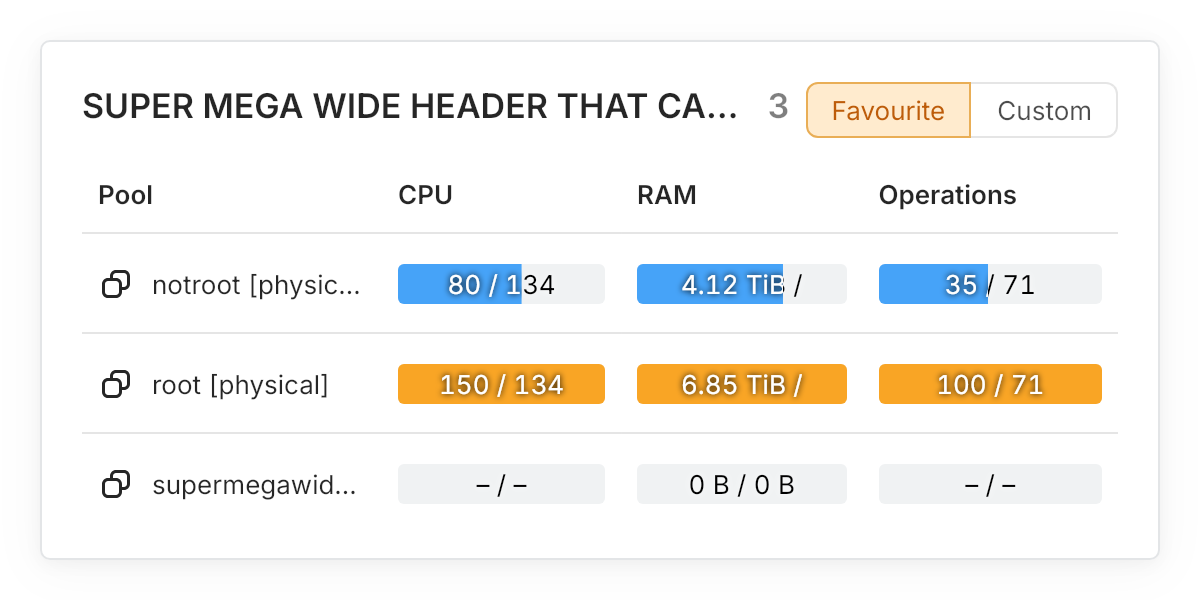 SUPER MEGA WIDE HEADER THAT CA... 3 Favourite Custom
Pool CPU RAM Operations
notroot [physic... 80 / 134 4.12 TiB / 35 / 71
root [physical] 150 / 134 6.85 TiB / 100 / 71
supermegawid... – / – 0 B / 0 B – / –